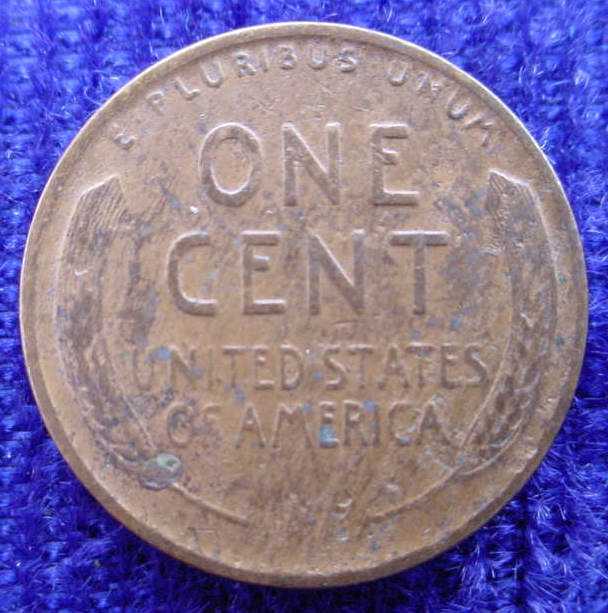 E PLURIBUS UNUM
ONE
CENT
UNITED STATES
OF AMERICA